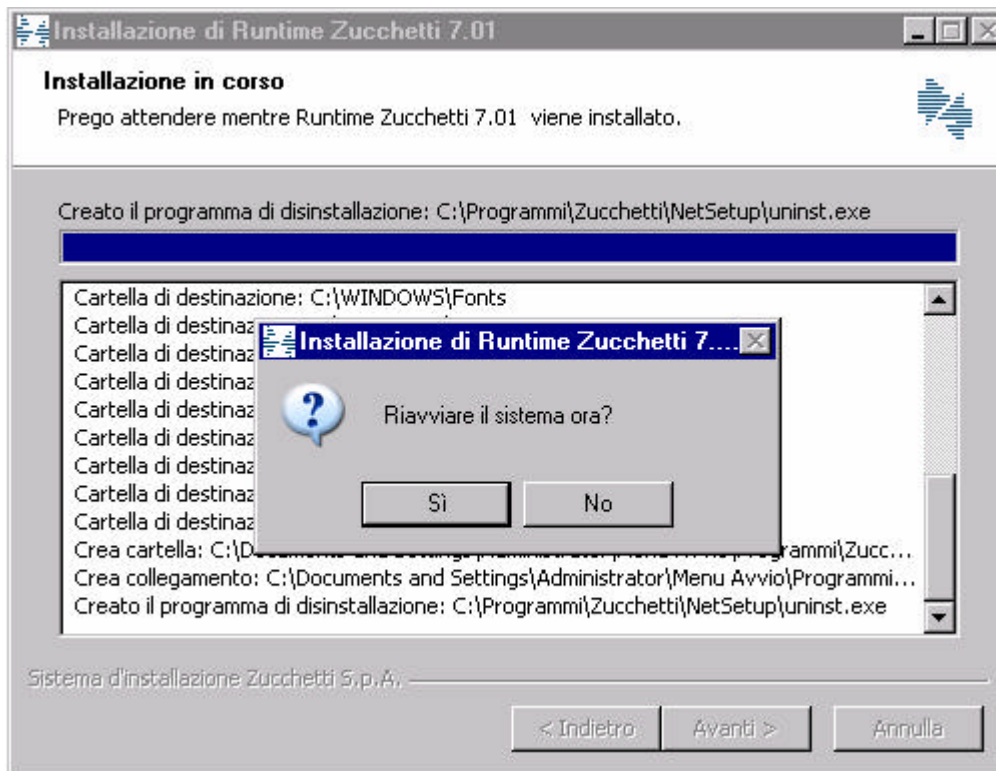 Installazione di Runtime Zucchetti 7.01
Installazione in corso
Prego attendere mentre Runtime Zucchetti 7.01 viene installato.
Creato il programma di disinstallazione: C:\Programmi\Zucchetti\NetSetup\uninst.exe
Cartella di destinazione: C:\WINDOWS\Fonts
Cartella di destinaz
Cartella di destinaz
Cartella di destinaz
Cartella di destinaz
Cartella di destinaz
Cartella di destinaz
Cartella di destinaz
Cartella di destinaz
Installazione di Runtime Zucchetti 7....
Riavviare il sistema ora?
Sì
No
Crea cartella: C:\D
Crea collegamento: C:\Documents and Settings\Administrator\Menu Avvio\Programmi...
Creato il programma di disinstallazione: C:\Programmi\Zucchetti\NetSetup\uninst.exe
Sistema d'installazione Zucchetti S.p.A.
< Indietro
Avanti >
Annulla